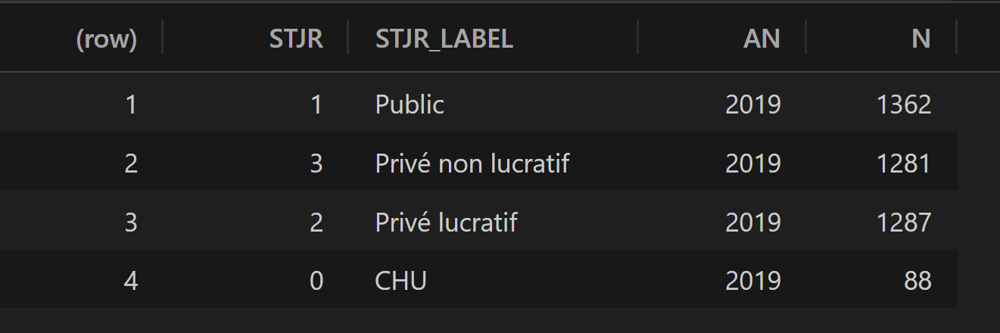 (row) STJR STJR_LABEL AN N
1 1 Public 2019 1362
2 3 Privé non lucratif 2019 1281
3 2 Privé lucratif 2019 1287
4 0 CHU 2019 88